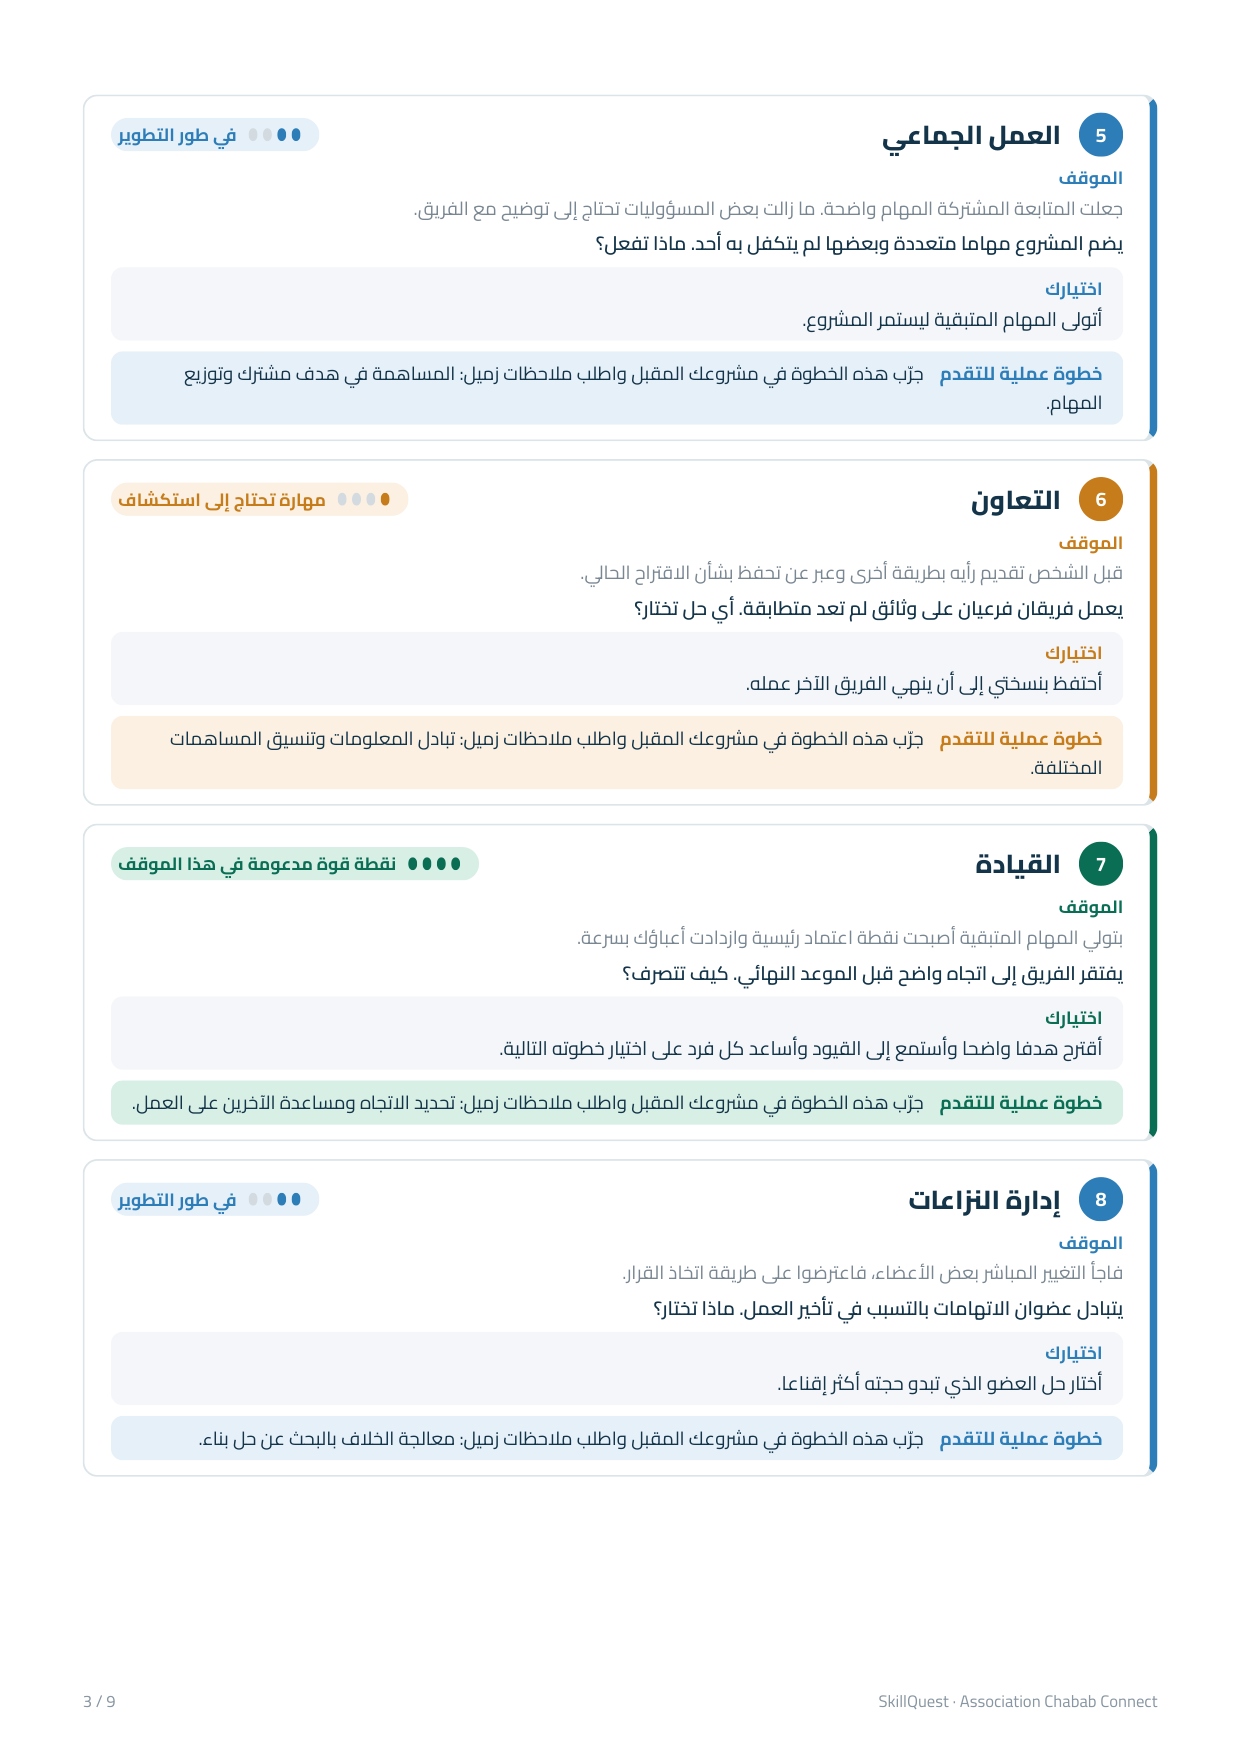 5 العمل الجماعي
في طور التطوير
الموقف
جعلت المتابعة المشتركة المهام واضحة. ما زالت بعض المسؤوليات تحتاج إلى توضيح مع الفريق.
يضم المشروع مهاما متعددة وبعضها لم يتكفل به أحد. ماذا تفعل؟
اختيارك
أتولى المهام المتبقية ليستمر المشروع.
خطوة عملية للتقدم جرّب هذه الخطوة في مشروعك المقبل واطلب ملاحظات زميل: المساهمة في هدف مشترك وتوزيع
المهام.
6 التعاون
مهارة تحتاج إلى استكشاف
الموقف
قبل الشخص تقديم رأيه بطريقة أخرى وعبر عن تحفظ بشأن الاقتراح الحالي.
يعمل فريقان فرعيان على وثائق لم تعد متطابقة. أي حل تختار؟
اختيارك
أحتفظ بنسختي إلى أن ينهي الفريق الآخر عمله.
خطوة عملية للتقدم جرّب هذه الخطوة في مشروعك المقبل واطلب ملاحظات زميل: تبادل المعلومات وتنسيق المساهمات
المختلفة.
7 القيادة
نقطة قوة مدعومة في هذا الموقف
الموقف
بتولي المهام المتبقية أصبحت نقطة اعتماد رئيسية وازدادت أعباؤك بسرعة.
يفتقر الفريق إلى اتجاه واضح قبل الموعد النهائي. كيف تتصرف؟
اختيارك
أقترح هدفا واضحا وأستمع إلى القيود وأساعد كل فرد على اختيار خطوته التالية.
خطوة عملية للتقدم جرّب هذه الخطوة في مشروعك المقبل واطلب ملاحظات زميل: تحديد الاتجاه ومساعدة الآخرين على العمل.
8 إدارة النزاعات
في طور التطوير
الموقف
فاجأ التغيير المباشر بعض الأعضاء، فاعترضوا على طريقة اتخاذ القرار.
يتبادل عضوان الاتهامات بالتسبب في تأخير العمل. ماذا تختار؟
اختيارك
أختار حل العضو الذي تبدو حجته أكثر إقناعا.
خطوة عملية للتقدم جرّب هذه الخطوة في مشروعك المقبل واطلب ملاحظات زميل: معالجة الخلاف بالبحث عن حل بناء.
SkillQuest · Association Chabab Connect
3 / 9